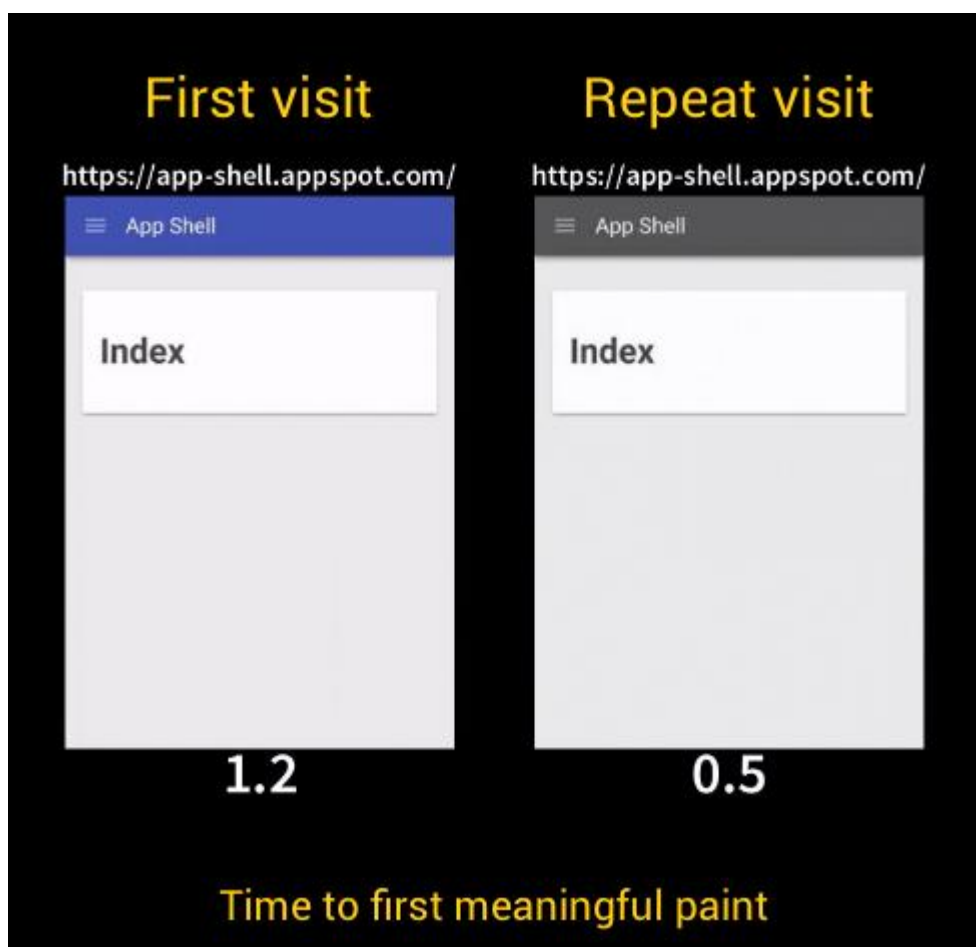 First visit
https://app-shell.appspot.com/
App Shell
Index
1.2
Repeat visit
https://app-shell.appspot.com/
App Shell
Index
0.5
Time to first meaningful paint